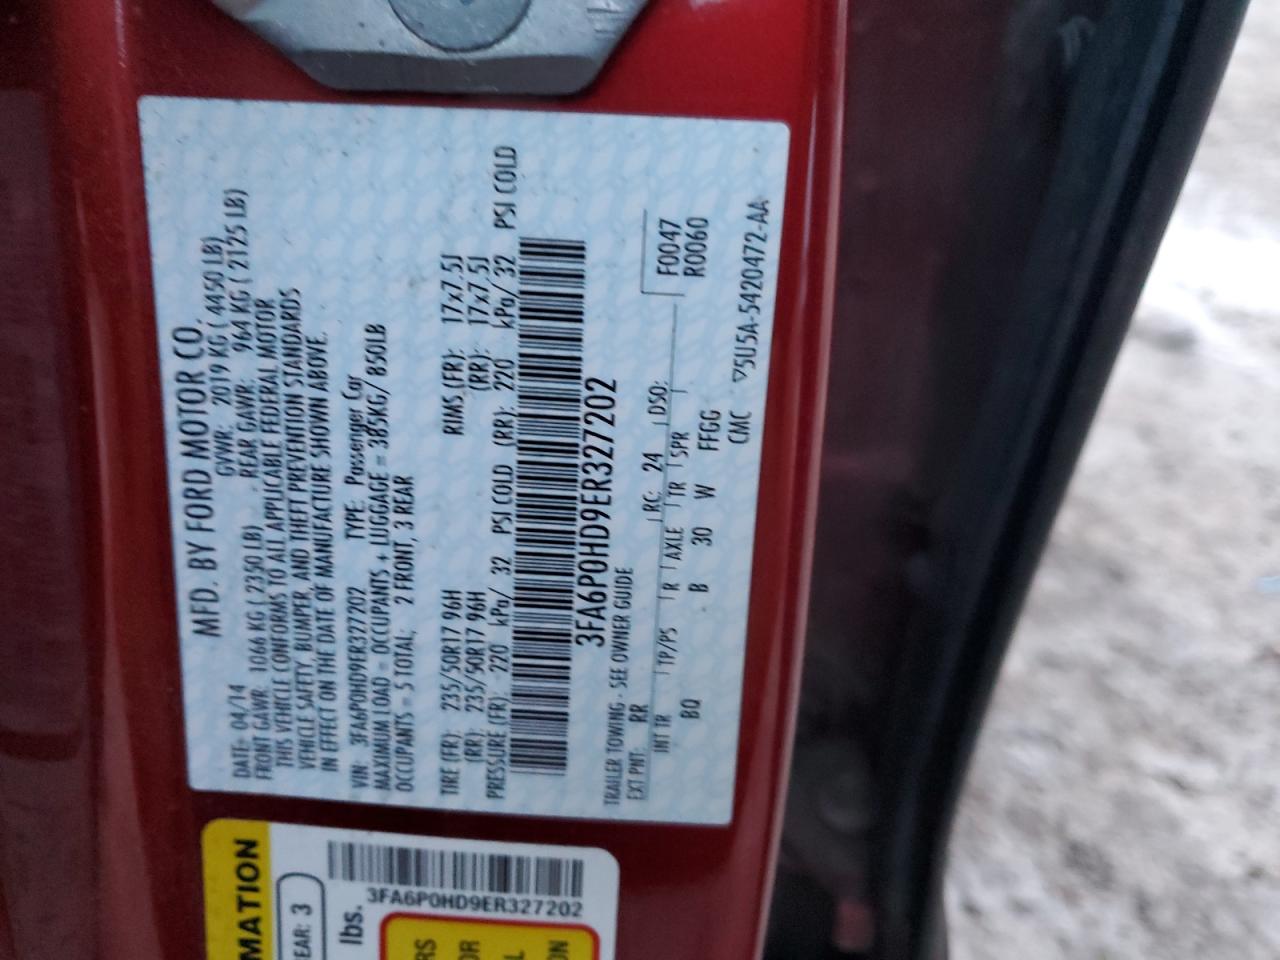 MFD. BY FORD MOTOR CO.
DATE: 04/14 GVWR: 2019 KG ( 4450 LB)
FRONT GAWR: 1066 KG ( 2350 LB) REAR GAWR: 964 KG ( 2125 LB)
THIS VEHICLE CONFORMS TO ALL APPLICABLE FEDERAL MOTOR
VEHICLE SAFETY, BUMPER, AND THEFT PREVENTION STANDARDS
IN EFFECT ON THE DATE OF MANUFACTURE SHOWN ABOVE.
VIN: 3FA6P0HD9ER327202 TYPE: Passenger Car
MAXIMUM LOAD = OCCUPANTS + LUGGAGE = 385KG/ 850LB
OCCUPANTS = 5 TOTAL; 2 FRONT, 3 REAR
TIRE (FR): 235/50R17 96H RIMS (FR): 17x7.5J
(RR): 235/50R17 96H (RR): 17x7.5J
PRESSURE (FR): 220 kPa/ 32 PSI COLD (RR): 220 kPa/ 32 PSI COLD
3FA6P0HD9ER327202
TRAILER TOWING - SEE OWNER GUIDE
EXT PNT: RR RC: 24 DSO: F0047
INT TR TP/PS R AXLE TR SPR R0060
BQ B 30 W FFGG
CMC ▽5U5A-5420472-AA
MATION
EAR: 3
lbs.
3FA6P0HD9ER327202
RS
OR
L
ON